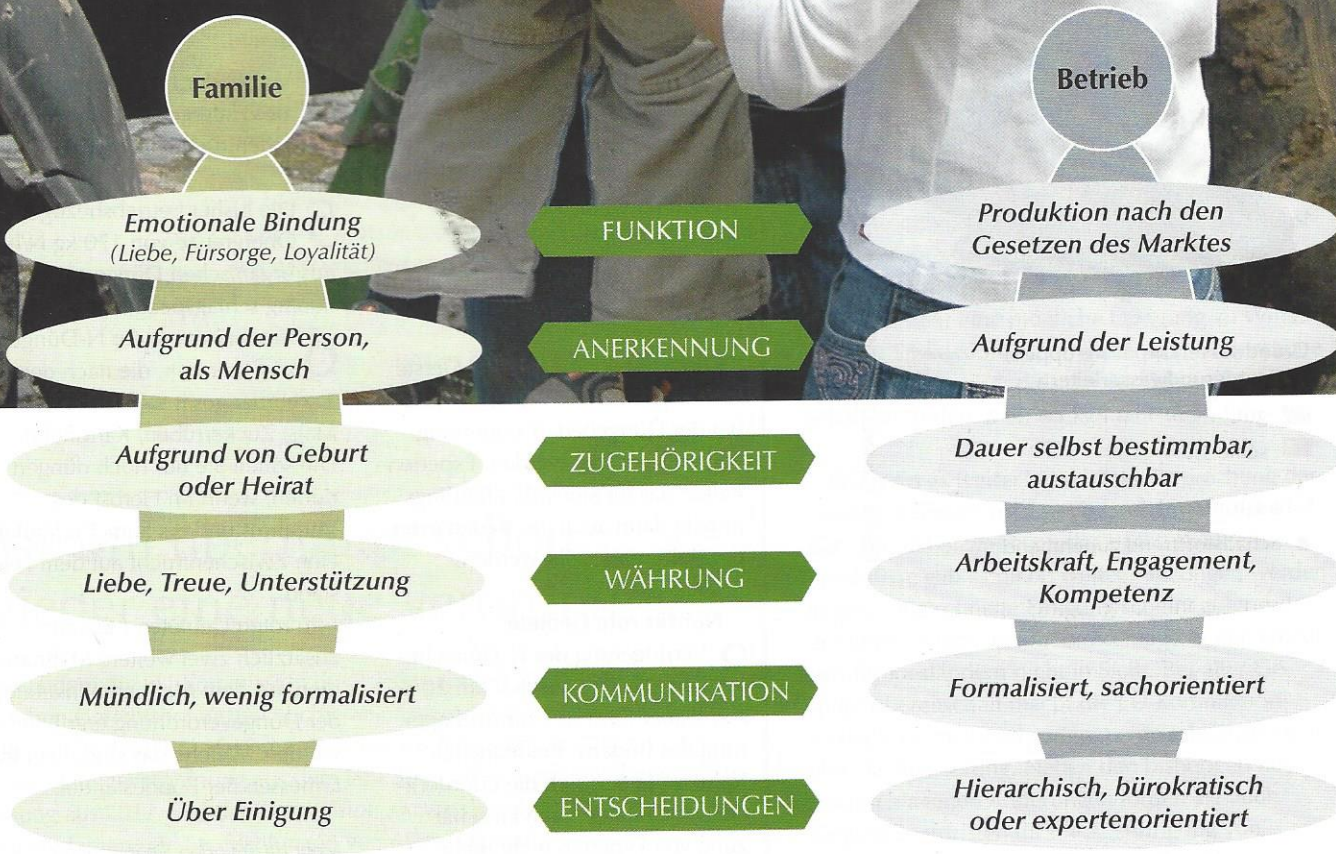 Familie
Betrieb
Emotionale Bindung
(Liebe, Fürsorge, Loyalität)
FUNKTION
Produktion nach den
Gesetzen des Marktes
Aufgrund der Person,
als Mensch
ANERKENNUNG
Aufgrund der Leistung
Aufgrund von Geburt
oder Heirat
ZUGEHÖRIGKEIT
Dauer selbst bestimmbar,
austauschbar
Liebe, Treue, Unterstützung
WÄHRUNG
Arbeitskraft, Engagement,
Kompetenz
Mündlich, wenig formalisiert
KOMMUNIKATION
Formalisiert, sachorientiert
Über Einigung
ENTSCHEIDUNGEN
Hierarchisch, bürokratisch
oder expertenorientiert